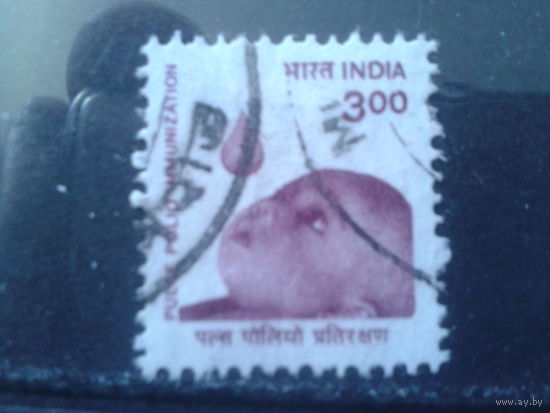 भारत INDIA
3.00
PULSE POLIO IMMUNIZATION
पल्स पोलियो प्रतिरक्षण
© www.ay.by